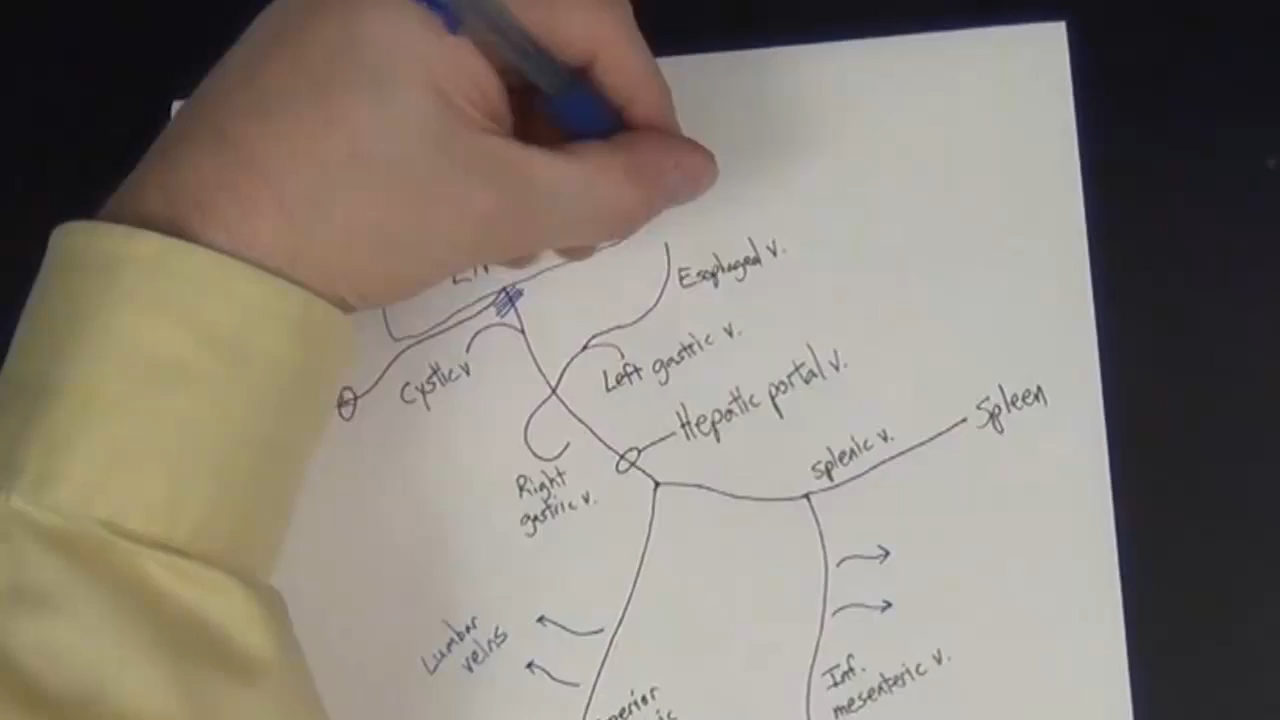 Esophageal v.
Left gastric v.
Cystic v
Hepatic portal v.
Spleen
Splenic v.
Right
gastric v.
Lumbar
veins
Inf.
mesenteric v.